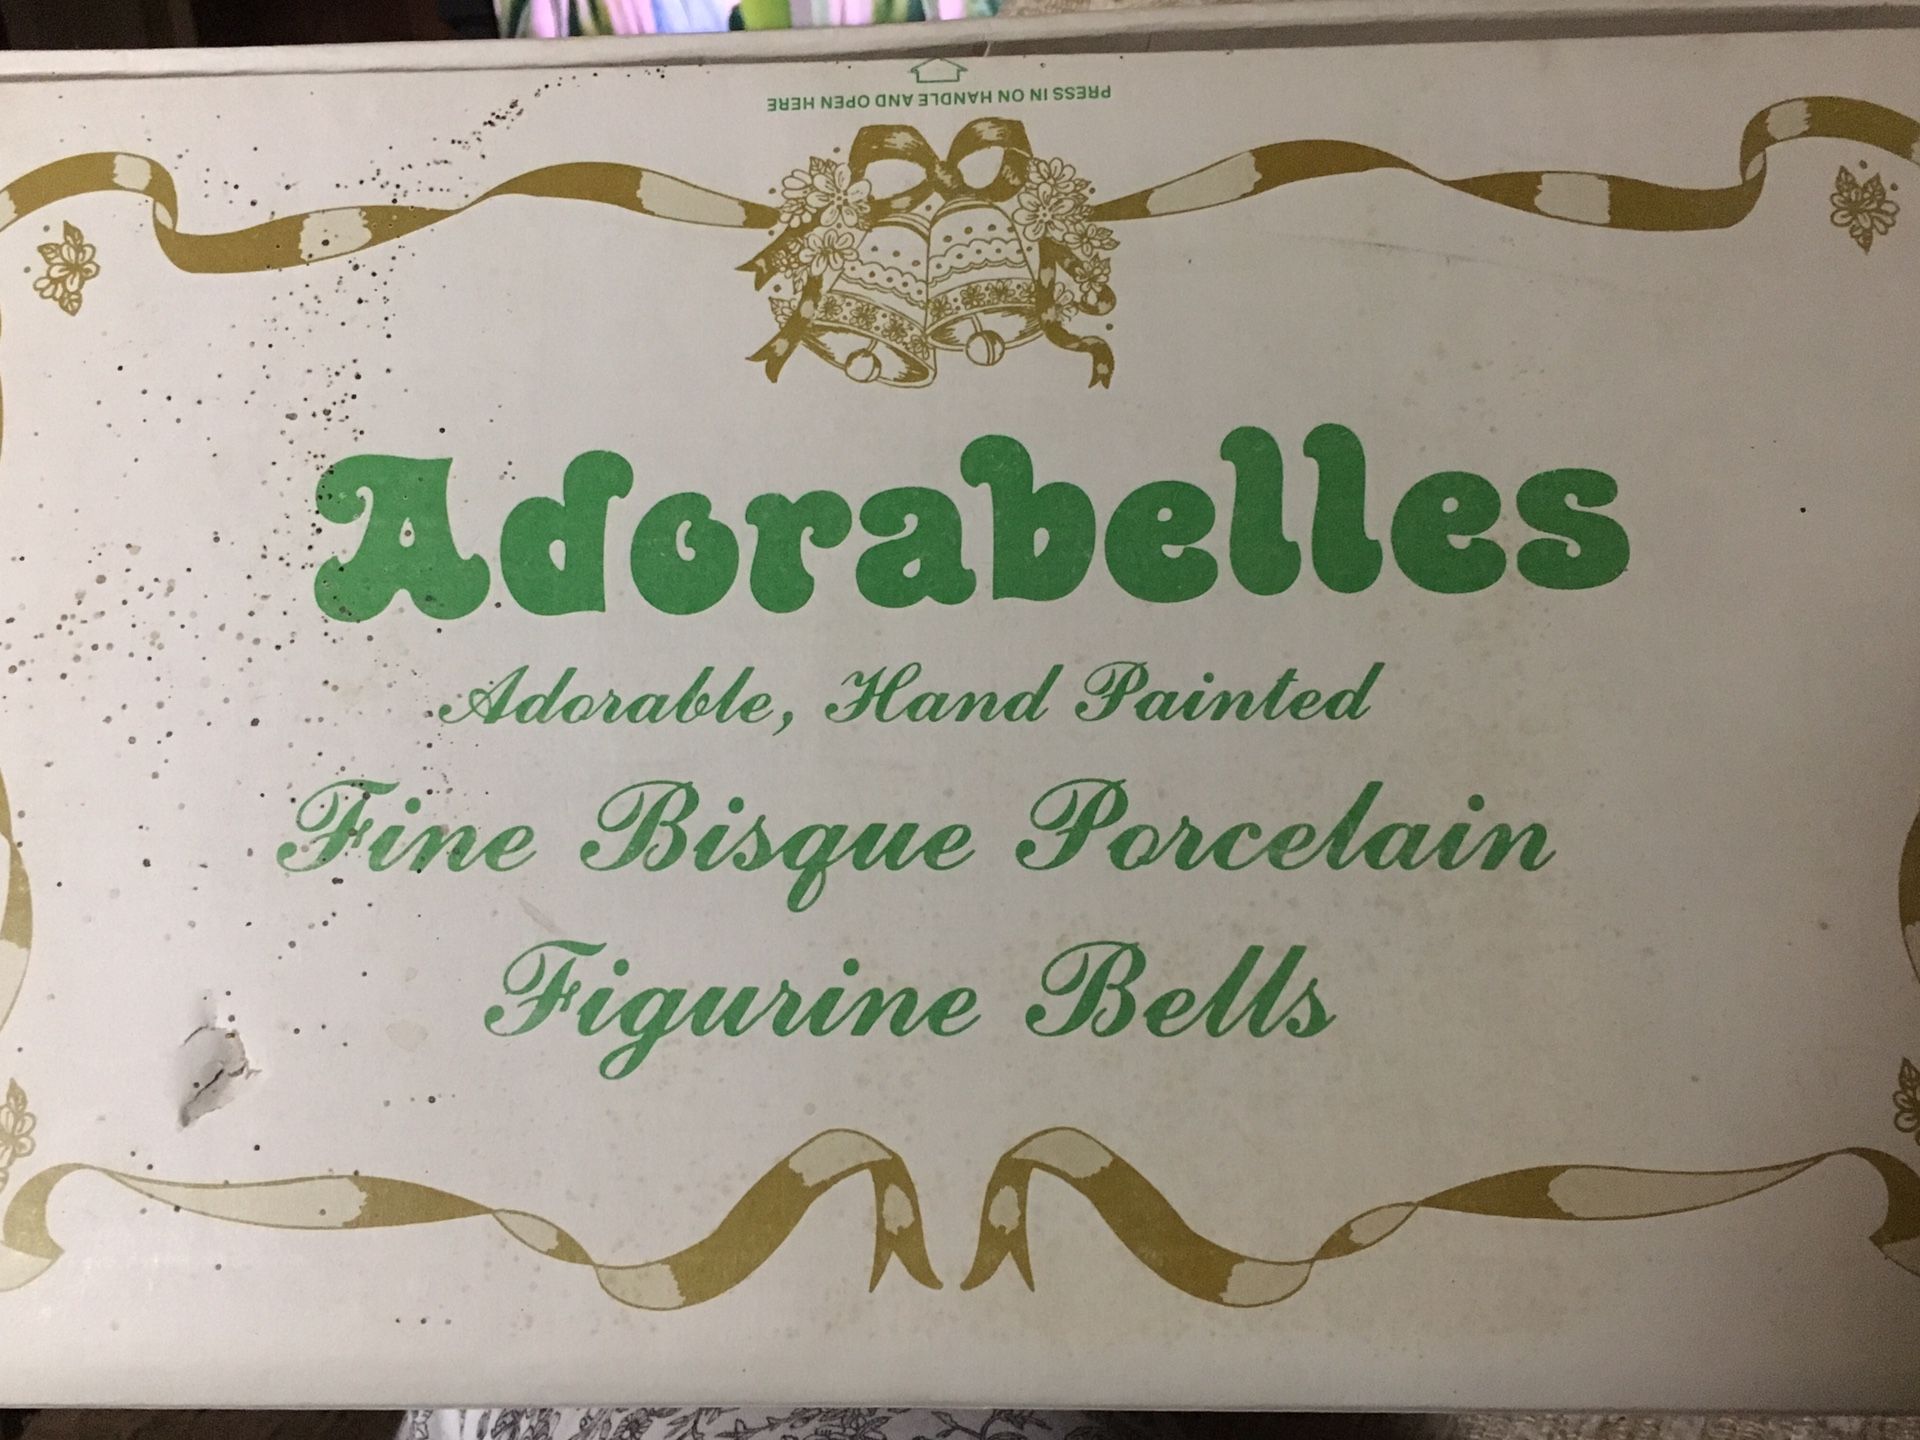 PRESS IN ON HANDLE AND OPEN HERE
Adorabelles
Adorable, Hand Painted
Fine Bisque Porcelain
Figurine Bells